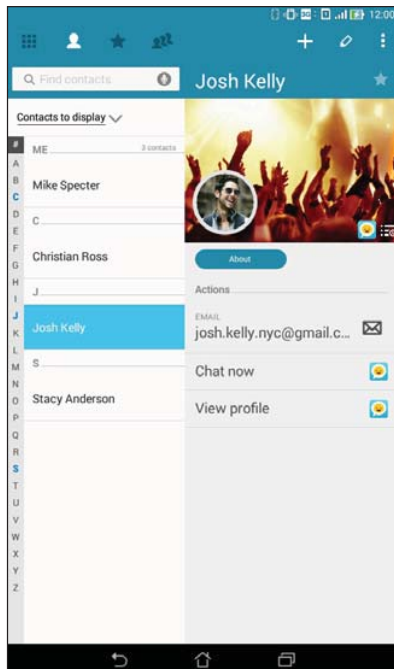 3G
12:00
Find contacts
Josh Kelly
Contacts to display
#
A
B
C
D
E
F
G
H
I
J
K
L
M
N
O
P
Q
R
S
T
U
V
W
X
Y
Z
ME
3 contacts
Mike Specter
C
Christian Ross
J
Josh Kelly
S
Stacy Anderson
About
Actions
EMAIL
josh.kelly.nyc@gmail.c...
Chat now
View profile